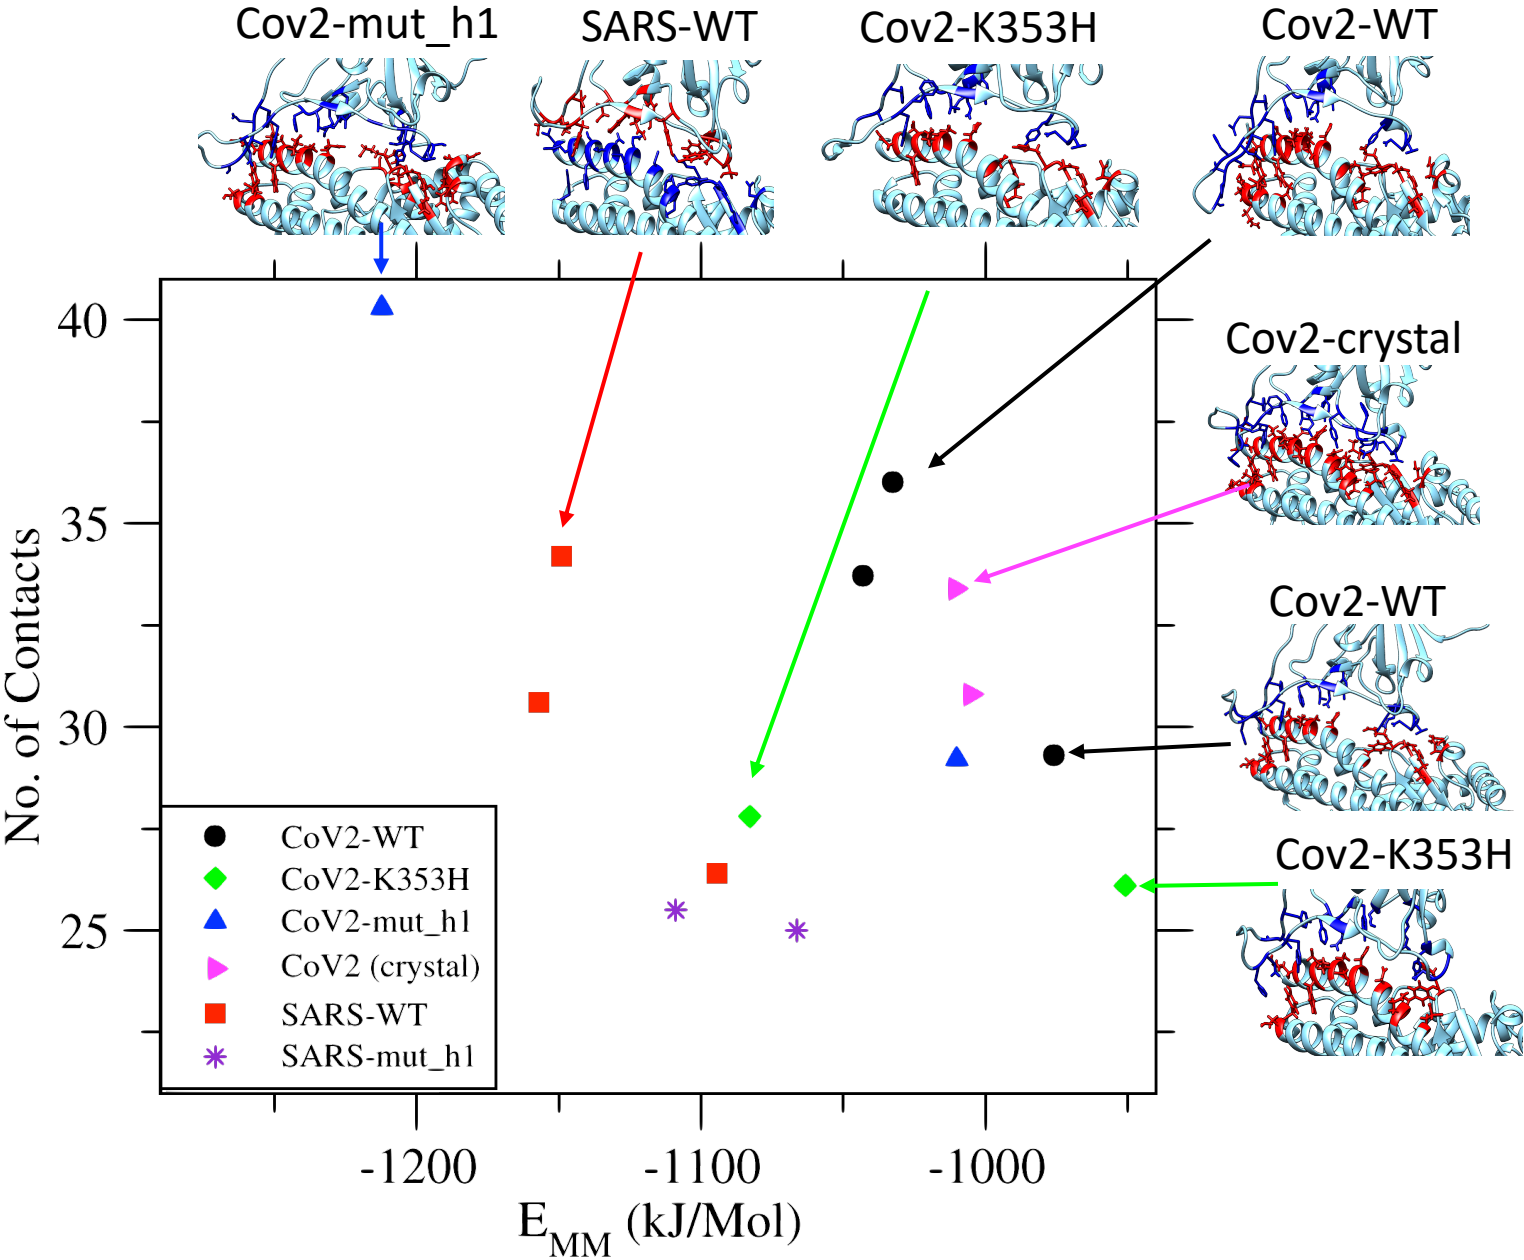 Cov2-mut_h1
SARS-WT
Cov2-K353H
Cov2-WT
Cov2-crystal
Cov2-WT
Cov2-K353H
No. of Contacts
40
35
30
25
CoV2-WT
CoV2-K353H
CoV2-mut_h1
CoV2 (crystal)
SARS-WT
SARS-mut_h1
-1200
-1100
-1000
E_MM (kJ/Mol)